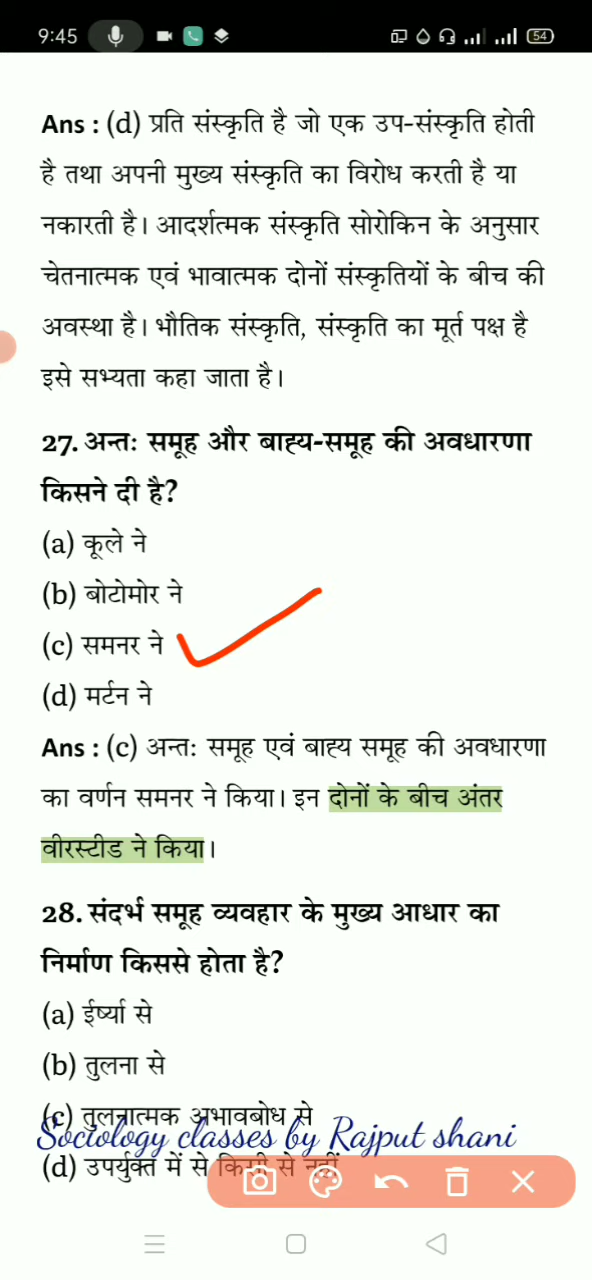 9:45
54
Ans : (d) प्रति संस्कृति है जो एक उप-संस्कृति होती
है तथा अपनी मुख्य संस्कृति का विरोध करती है या
नकारती है। आदर्शत्मक संस्कृति सोरोकिन के अनुसार
चेतनात्मक एवं भावात्मक दोनों संस्कृतियों के बीच की
अवस्था है। भौतिक संस्कृति, संस्कृति का मूर्त पक्ष है
इसे सभ्यता कहा जाता है।
27. अन्तः समूह और बाह्य-समूह की अवधारणा
किसने दी है?
(a) कूले ने
(b) बोटोमोर ने
(c) समनर ने
(d) मर्टन ने
Ans : (c) अन्तः समूह एवं बाह्य समूह की अवधारणा
का वर्णन समनर ने किया। इन दोनों के बीच अंतर
वीरस्टीड ने किया।
28. संदर्भ समूह व्यवहार के मुख्य आधार का
निर्माण किससे होता है?
(a) ईर्ष्या से
(b) तुलना से
(c) तुलनात्मक अभावबोध से
Sociology classes by Rajput shani
(d) उपर्युक्त में से किसी से नहीं